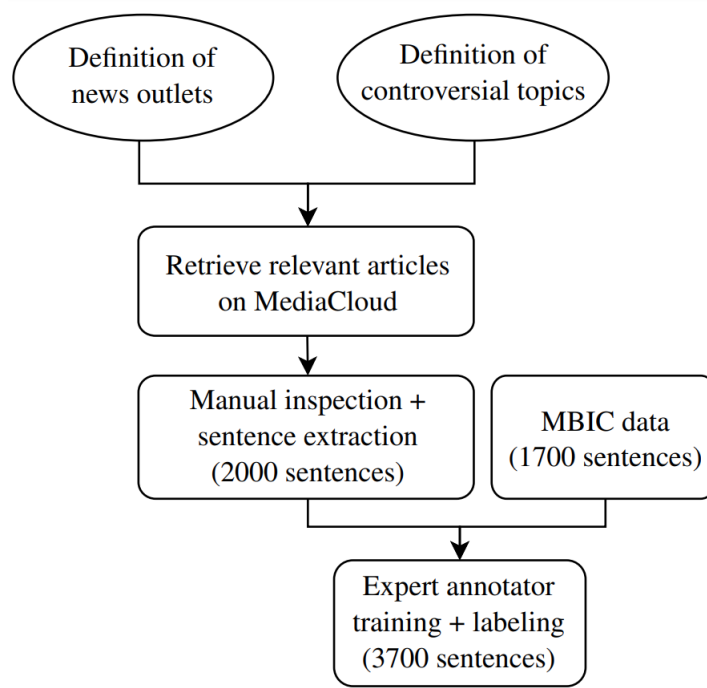 Definition of
news outlets
Definition of
controversial topics
Retrieve relevant articles
on MediaCloud
Manual inspection +
sentence extraction
(2000 sentences)
MBIC data
(1700 sentences)
Expert annotator
training + labeling
(3700 sentences)